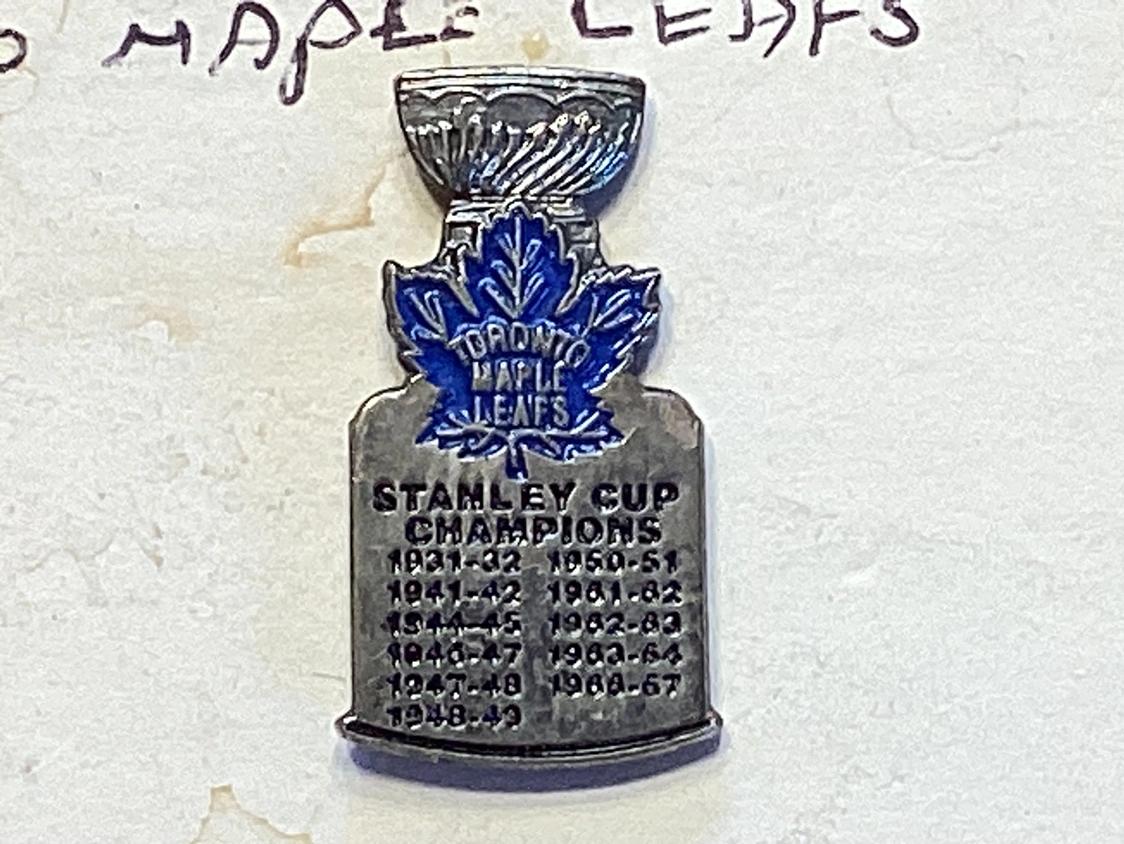 O MAPLE LEAFS
TORONTO
MAPLE
LEAFS
STANLEY CUP
CHAMPIONS
1931-32 1950-51
1941-42 1961-62
1944-45 1962-63
1946-47 1963-64
1947-48 1966-67
1948-49